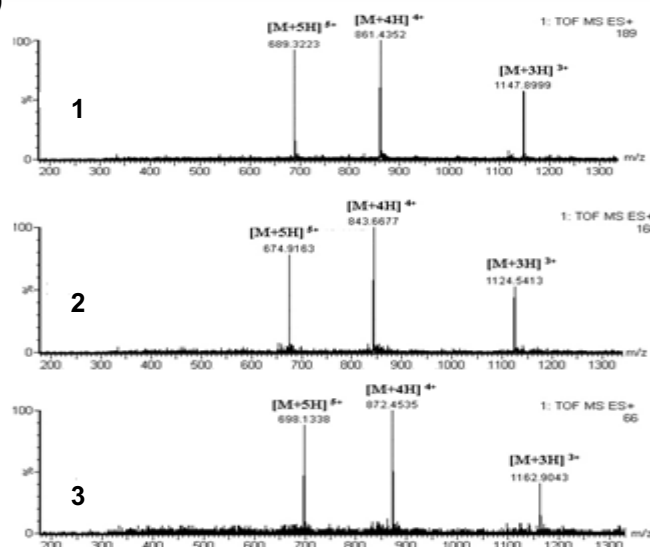 )
[M+5H] 5+
689.3223
[M+4H] 4+
861.4352
[M+3H] 3+
1147.8999
1: TOF MS ES+
189
100
%
0
1
200 300 400 500 600 700 800 900 1000 1100 1200 1300 m/z
[M+5H] 5+
674.9163
[M+4H] 4+
843.6677
[M+3H] 3+
1124.5413
1: TOF MS ES+
16
100
%
0
2
200 300 400 500 600 700 800 900 1000 1100 1200 1300 m/z
[M+5H] 5+
698.1338
[M+4H] 4+
872.4535
[M+3H] 3+
1162.9043
1: TOF MS ES+
66
100
%
0
3
200 300 400 500 600 700 800 900 1000 1100 1200 1300 m/z